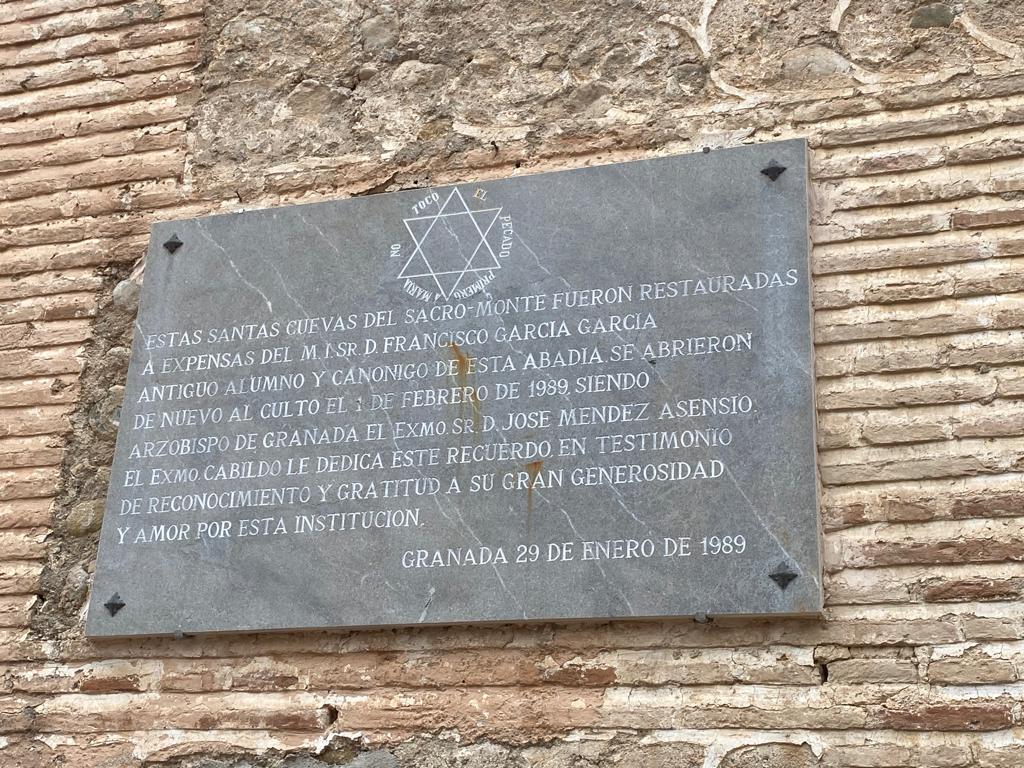 A MARIA NO TOCO EL PECADO PRIMERO
ESTAS SANTAS CUEVAS DEL SACRO-MONTE FUERON RESTAURADAS
A EXPENSAS DEL M.I.SR.D. FRANCISCO GARCIA GARCIA
ANTIGUO ALUMNO Y CANONIGO DE ESTA ABADIA. SE ABRIERON
DE NUEVO AL CULTO EL 1 DE FEBRERO DE 1989, SIENDO
ARZOBISPO DE GRANADA EL EXMO. SR. D. JOSE MENDEZ ASENSIO.
EL EXMO. CABILDO LE DEDICA ESTE RECUERDO, EN TESTIMONIO
DE RECONOCIMIENTO Y GRATITUD A SU GRAN GENEROSIDAD
Y AMOR POR ESTA INSTITUCION.
GRANADA 29 DE ENERO DE 1989